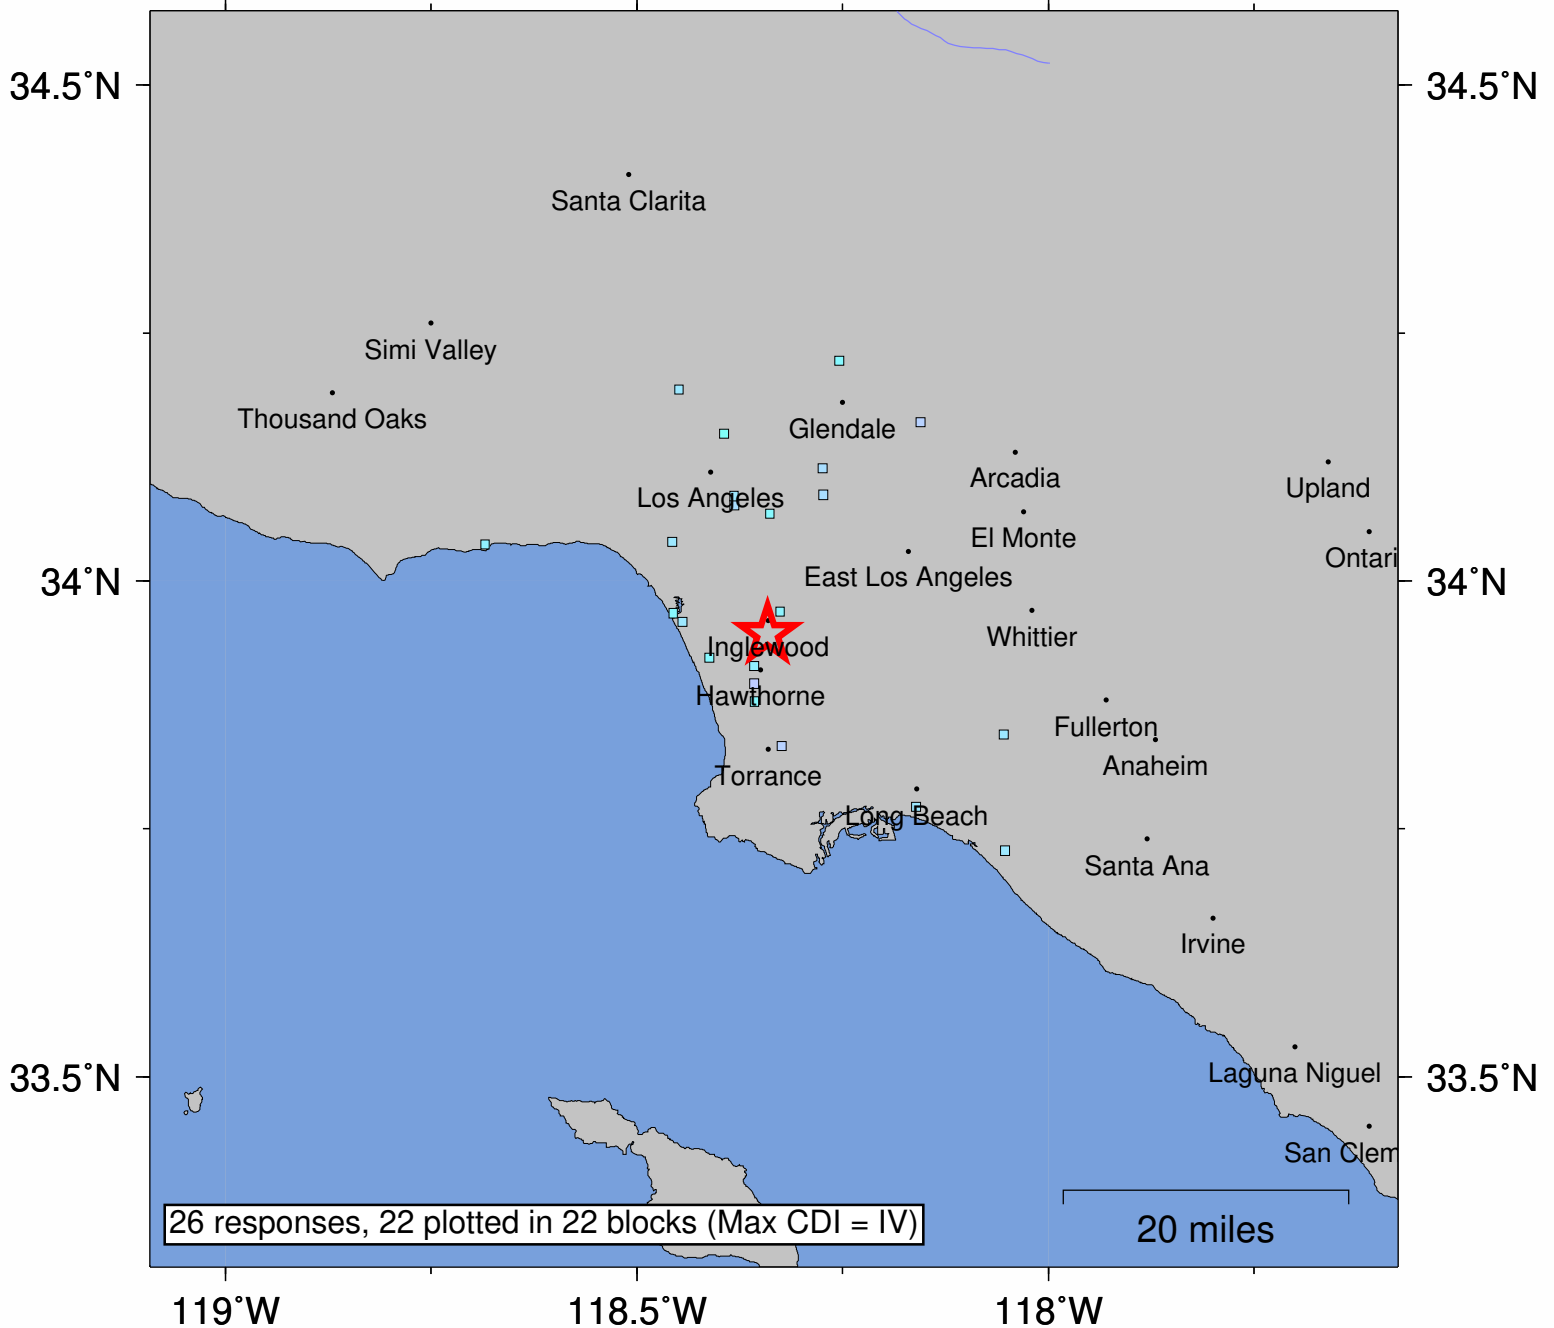 34.5°N
34.5°N
Santa Clarita
Simi Valley
Thousand Oaks
Glendale
Arcadia
Upland
Los Angeles
El Monte
Ontari
East Los Angeles
34°N
34°N
Whittier
Inglewood
Hawthorne
Fullerton
Anaheim
Torrance
Long Beach
Santa Ana
Irvine
Laguna Niguel
33.5°N
33.5°N
San Clem
26 responses, 22 plotted in 22 blocks (Max CDI = IV)
20 miles
119°W
118.5°W
118°W